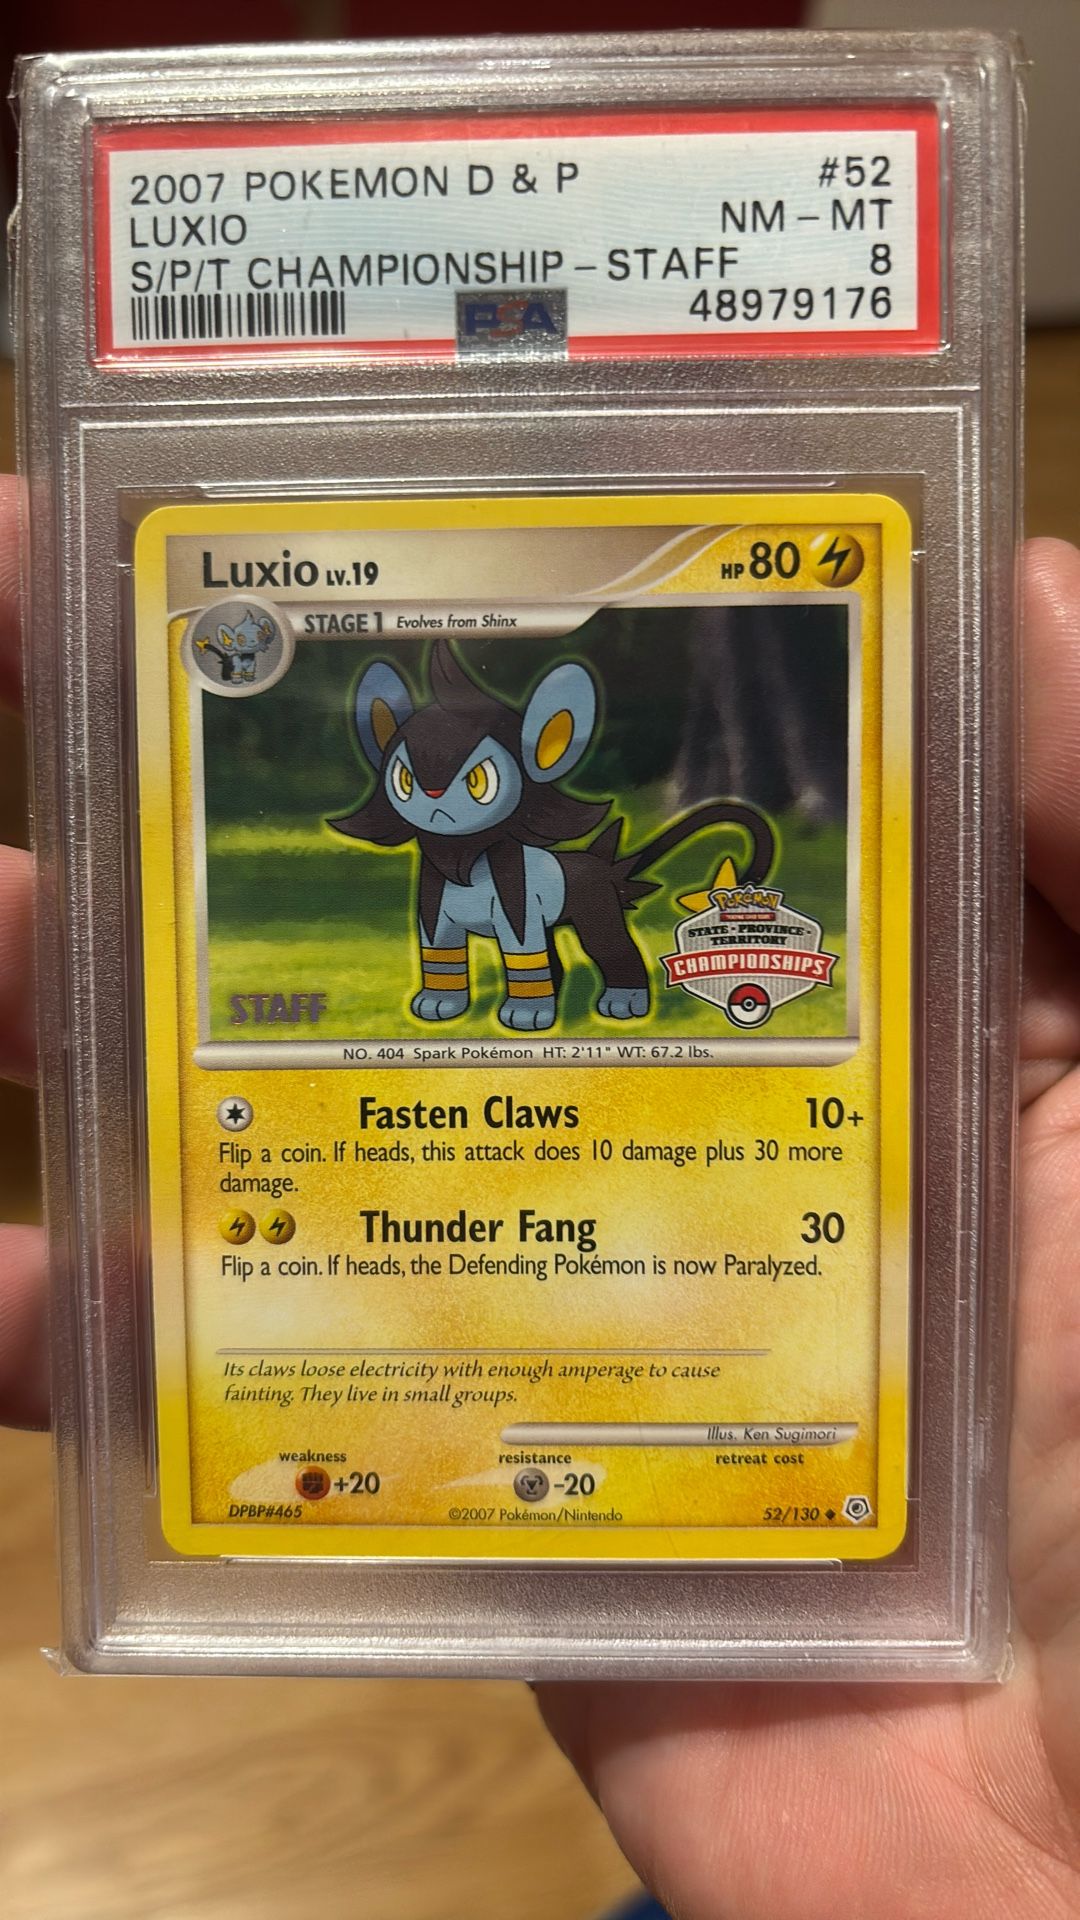 2007 POKEMON D & P #52
LUXIO NM - MT
S/P/T CHAMPIONSHIP - STAFF 8
PSA 48979176
Luxio LV.19 HP 80
STAGE 1 Evolves from Shinx
POKéMON
STATE • PROVINCE •
TERRITORY
CHAMPIONSHIPS
STAFF
NO. 404 Spark Pokémon HT: 2'11" WT: 67.2 lbs.
Fasten Claws 10+
Flip a coin. If heads, this attack does 10 damage plus 30 more
damage.
Thunder Fang 30
Flip a coin. If heads, the Defending Pokémon is now Paralyzed.
Its claws loose electricity with enough amperage to cause
fainting. They live in small groups.
Illus. Ken Sugimori
weakness resistance retreat cost
+20 -20
DPBP#465 ©2007 Pokémon/Nintendo 52/130